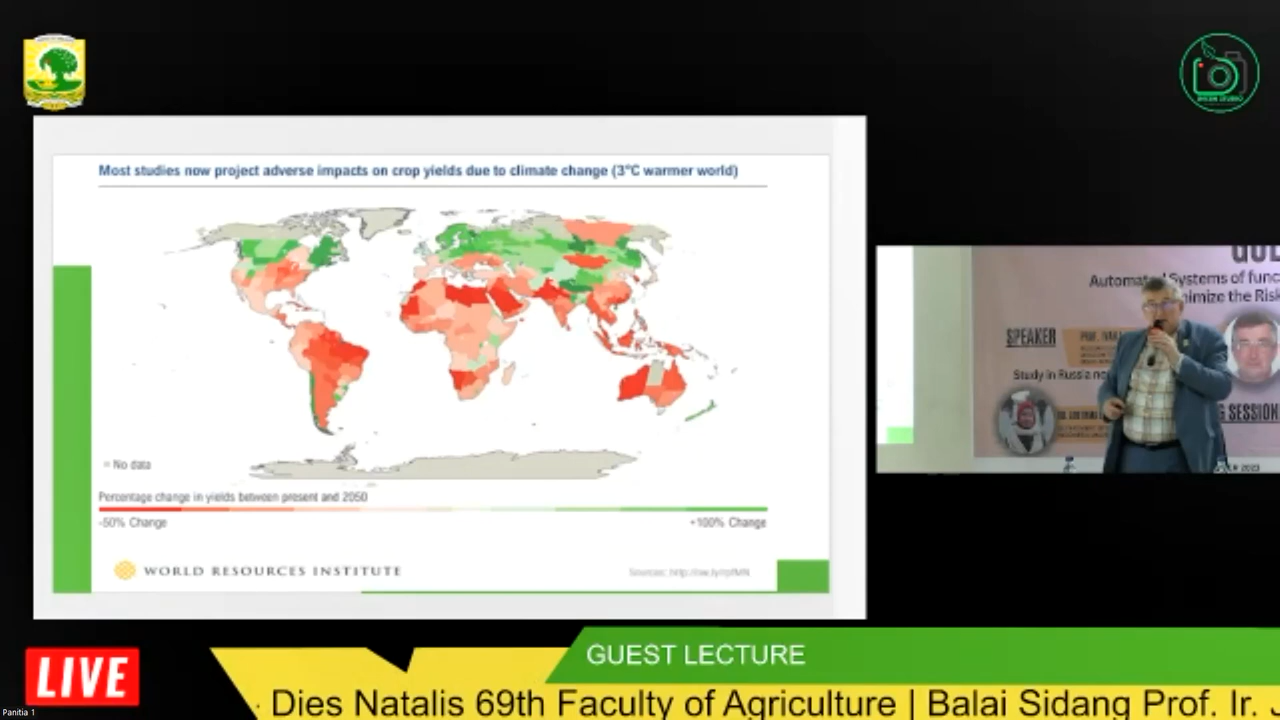 Most studies now project adverse impacts on crop yields due to climate change (3°C warmer world)
= No data
Percentage change in yields between present and 2050
-50% Change
+100% Change
WORLD RESOURCES INSTITUTE
Automated Systems of func
nimize the Risk
SPEAKER
Study in Russia
G SESSION
2023
LIVE
GUEST LECTURE
Dies Natalis 69th Faculty of Agriculture | Balai Sidang Prof. Ir. J
Panitia 1